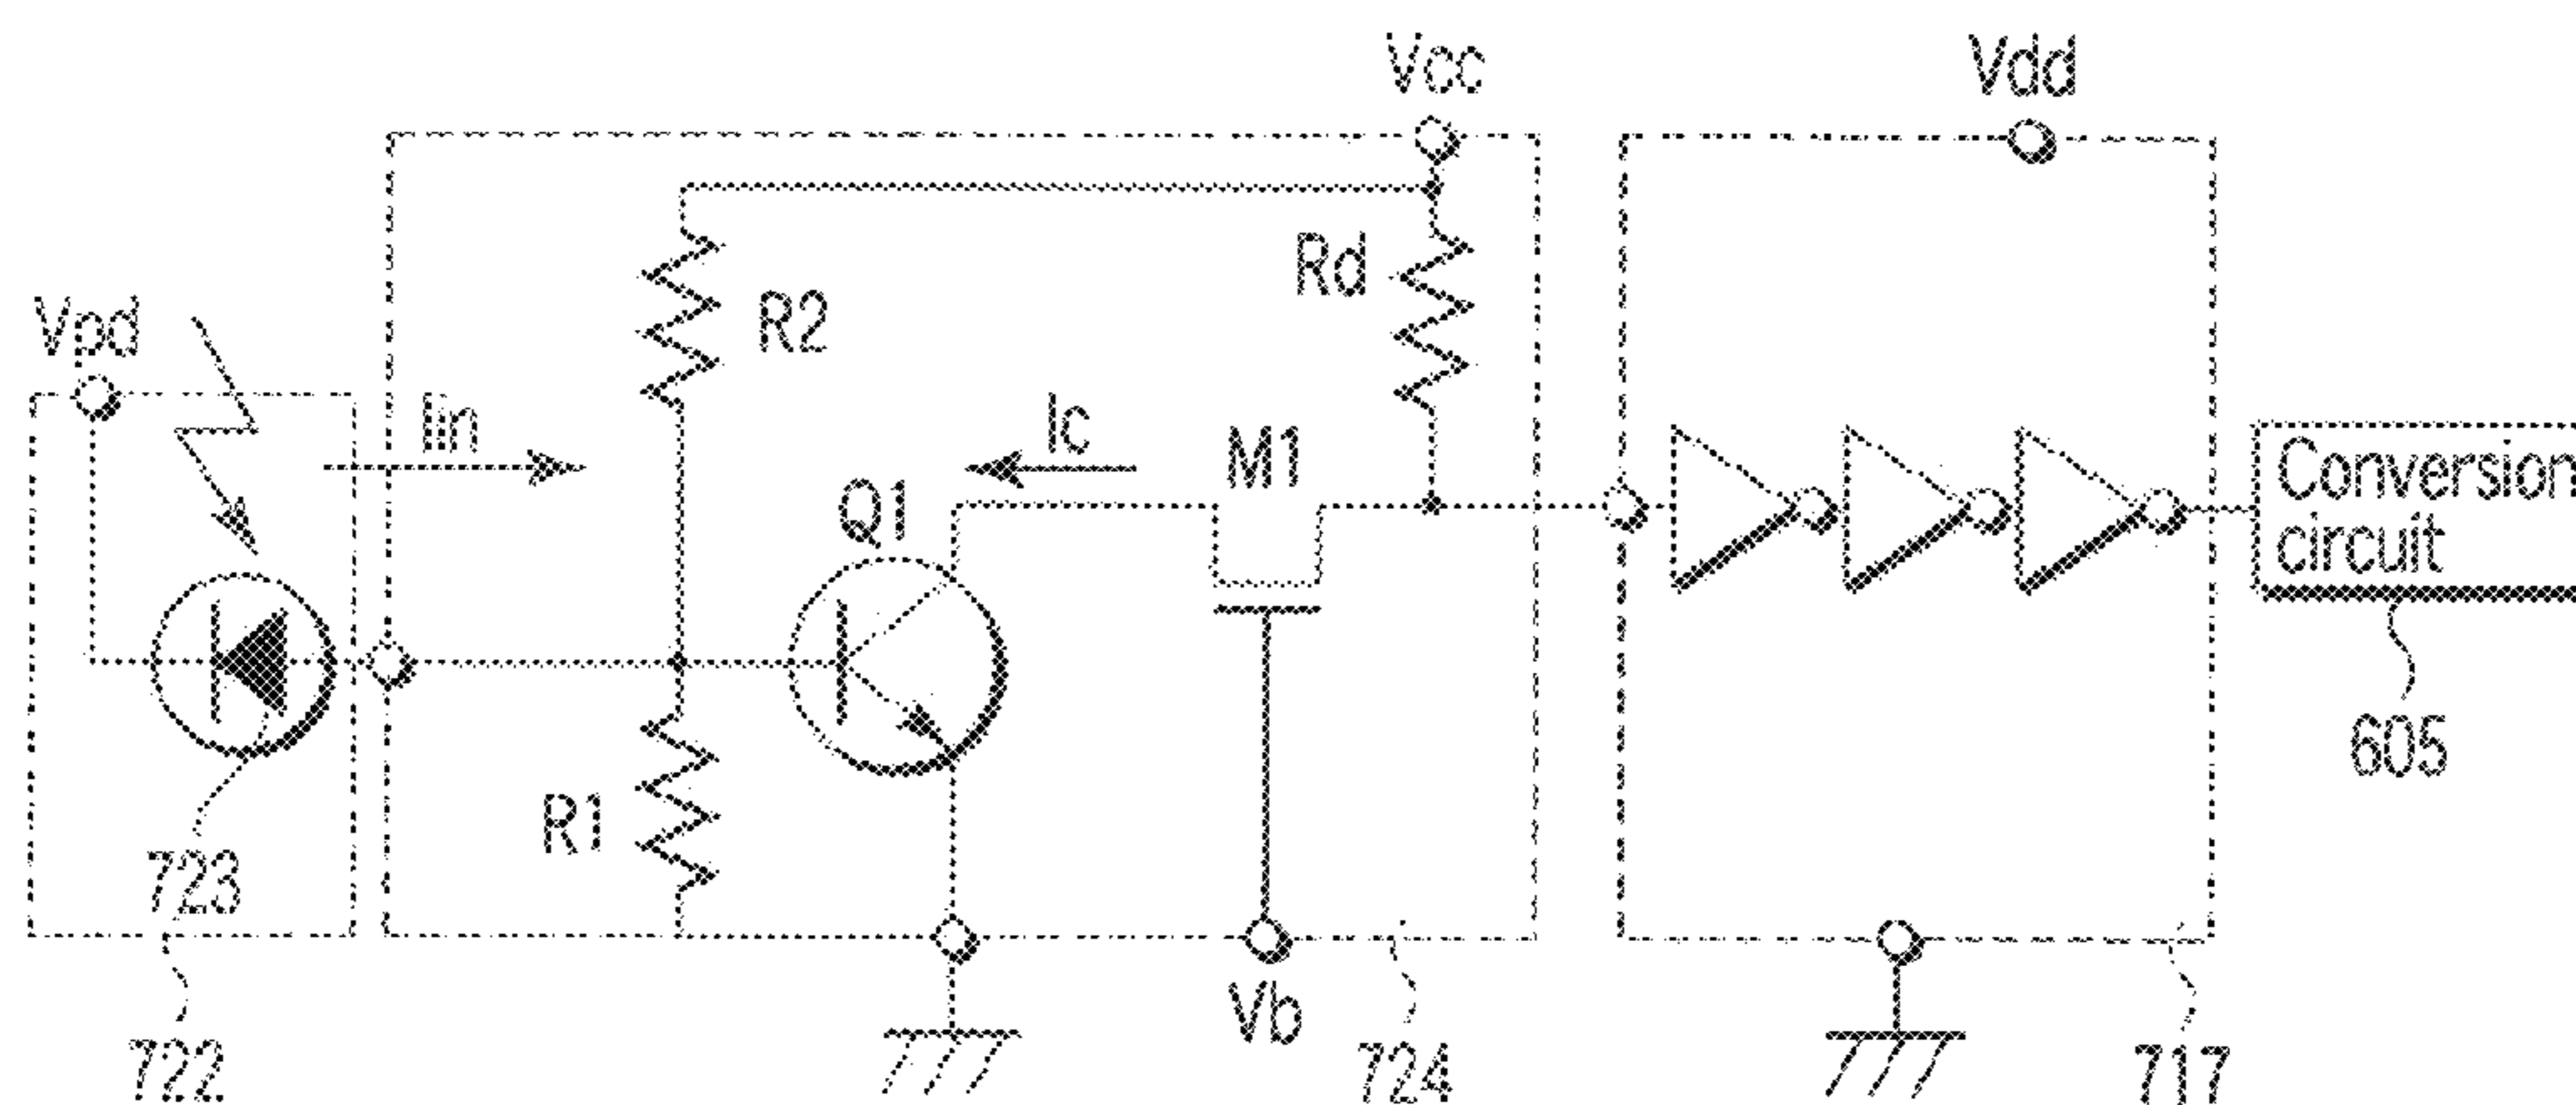 Vcc
Vdd
Rd
R2
Vpd
Iin
Ic
M1
Q1
Conversion
circuit
605
R1
723
Vb
722
724
717